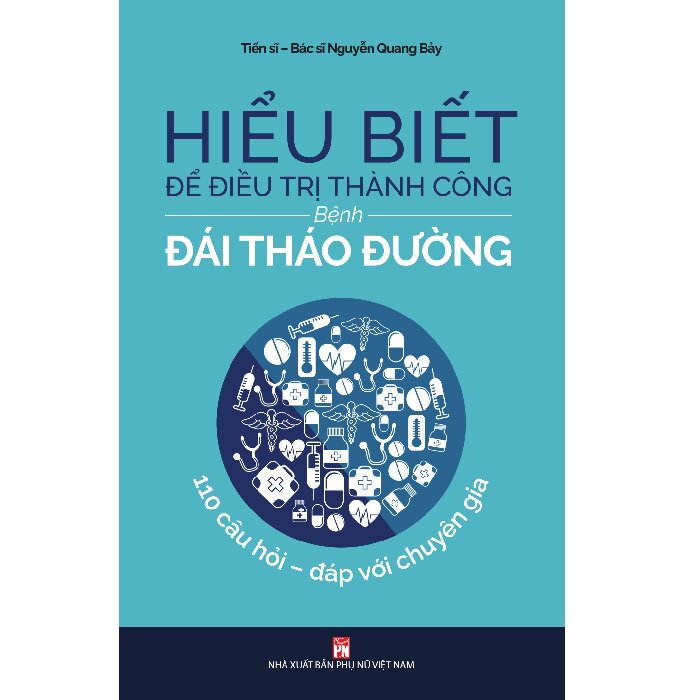 Tiến sĩ – Bác sĩ Nguyễn Quang Bảy
HIỂU BIẾT
ĐỂ ĐIỀU TRỊ THÀNH CÔNG
Bệnh
ĐÁI THÁO ĐƯỜNG
110 câu hỏi – đáp với chuyên gia
PN
NHÀ XUẤT BẢN PHỤ NỮ VIỆT NAM